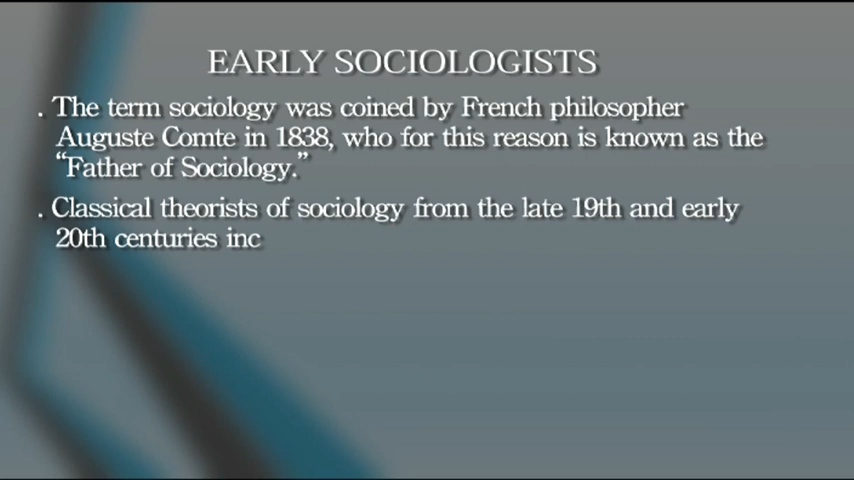 EARLY SOCIOLOGISTS
. The term sociology was coined by French philosopher
Auguste Comte in 1838, who for this reason is known as the
“Father of Sociology.”
. Classical theorists of sociology from the late 19th and early
20th centuries inc